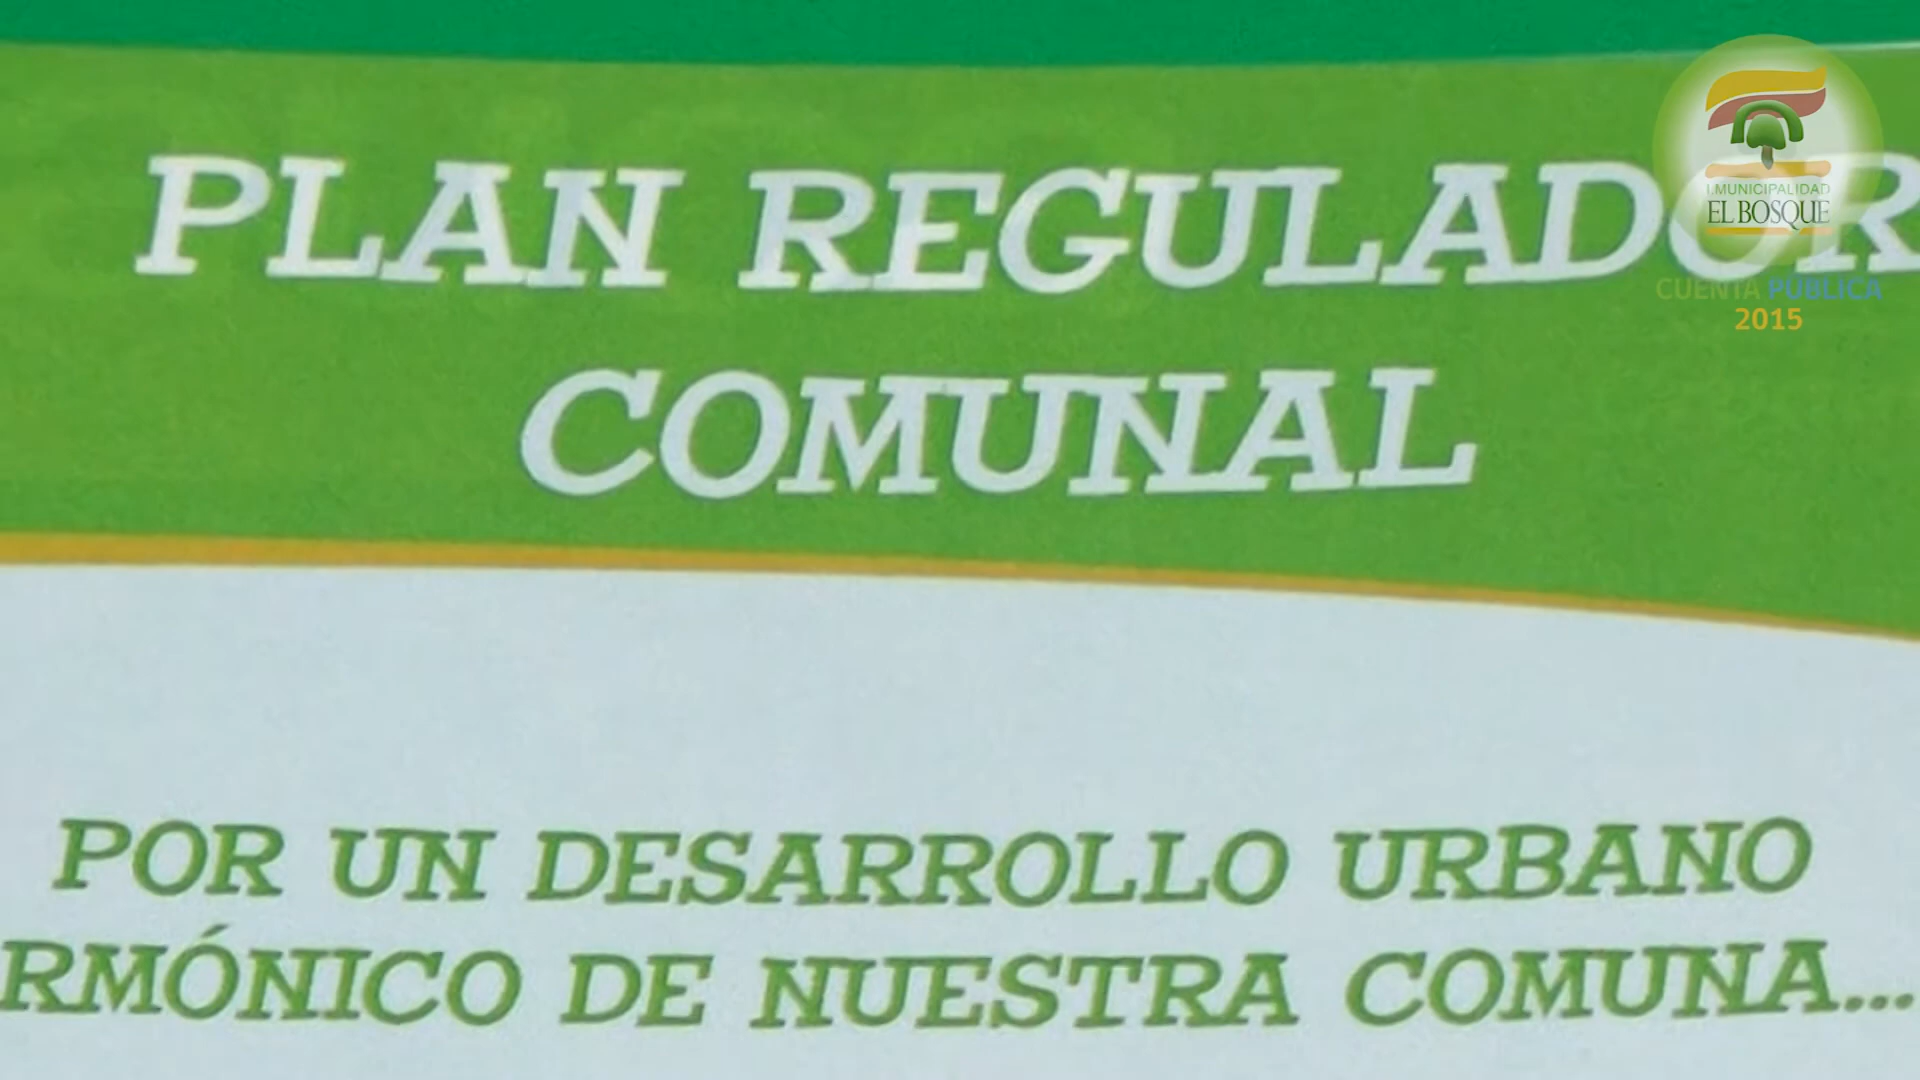 PLAN REGULADOR
COMUNAL
I.MUNICIPALIDAD
EL BOSQUE
CUENTA PÚBLICA
2015
POR UN DESARROLLO URBANO
RMÓNICO DE NUESTRA COMUNA...